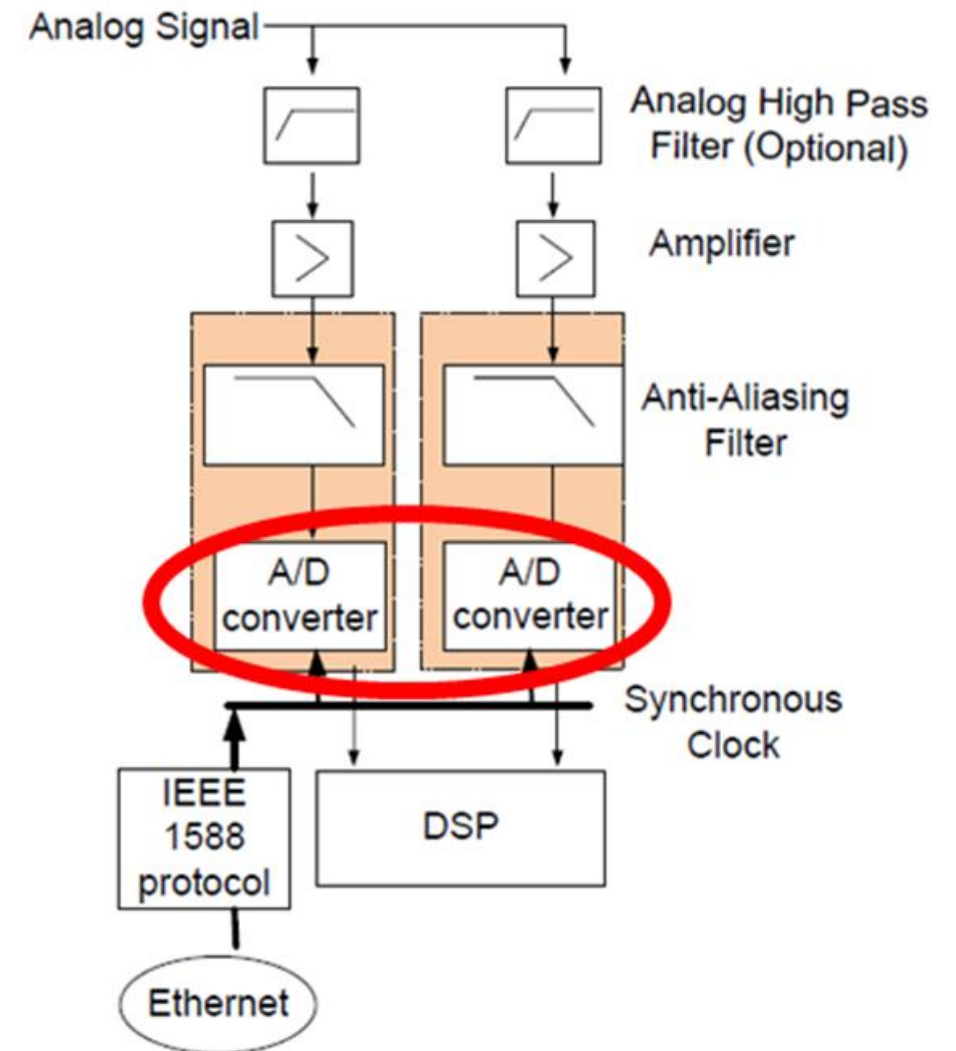 Analog Signal
Analog High Pass
Filter (Optional)
Amplifier
Anti-Aliasing
Filter
A/D
converter
A/D
converter
Synchronous
Clock
IEEE
1588
protocol
DSP
Ethernet